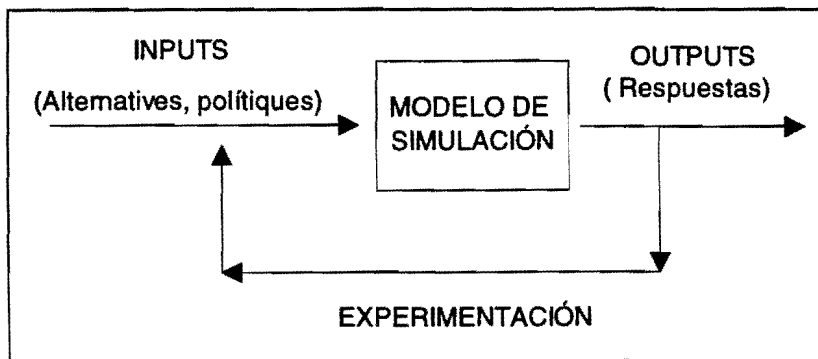 INPUTS
(Alternatives, polítiques)
MODELO DE
SIMULACIÓN
OUTPUTS
( Respuestas)
EXPERIMENTACIÓN